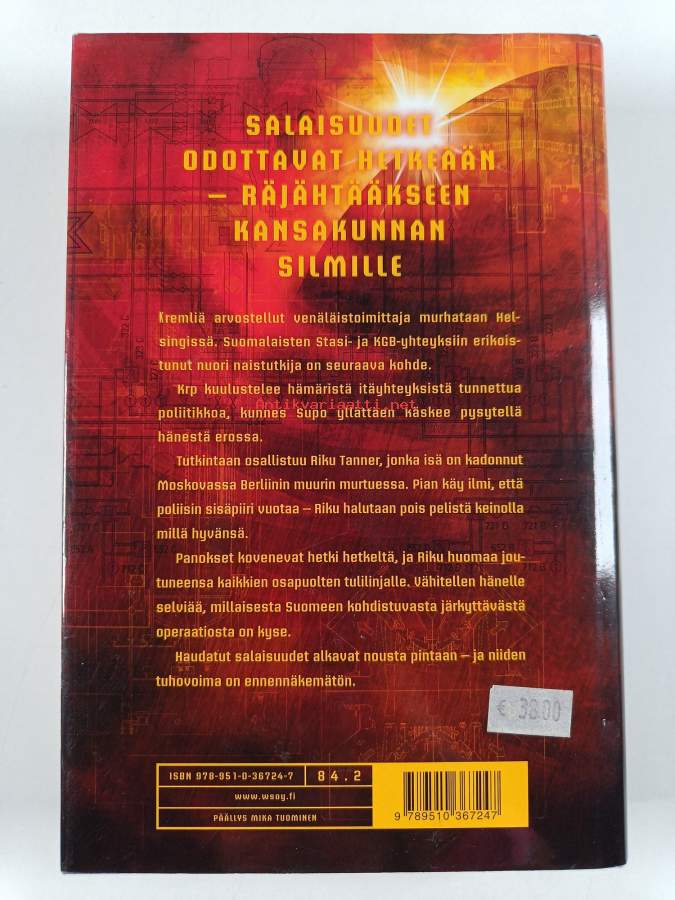 SALAISUUDET
ODOTTAVAT HETKEÄÄN
— RÄJÄHTÄÄKSEEN
KANSAKUNNAN
SILMILLE
Kremliä arvostellut venäläistoimittaja murhataan Hel-
singissä. Suomalaisten Stasi- ja KGB-yhteyksiin erikois-
tunut nuori naistutkija on seuraava kohde.
Krp kuulustelee hämäristä itäyhteyksistä tunnettua
poliitikkoa, kunnes Supo yllättäen käskee pysytellä
hänestä erossa.
Antikvariaatti.net
Tutkintaan osallistuu Riku Tanner, jonka isä on kadonnut
Moskovassa Berliinin muurin murtuessa. Pian käy ilmi, että
poliisin sisäpiiri vuotaa – Riku halutaan pois pelistä keinolla
millä hyvänsä.
Panokset kovenevat hetki hetkeltä, ja Riku huomaa jou-
tuneensa kaikkien osapuolten tulilinjalle. Vähitellen hänelle
selviää, millaisesta Suomeen kohdistuvasta järkyttävästä
operaatiosta on kyse.
Haudatut salaisuudet alkavat nousta pintaan – ja niiden
tuhovoima on ennennäkemätön.
€ 38.00
ISBN 978-951-0-36724-7 84.2
www.wsoy.fi
PÄÄLLYS MIKA TUOMINEN
9 789510 367247